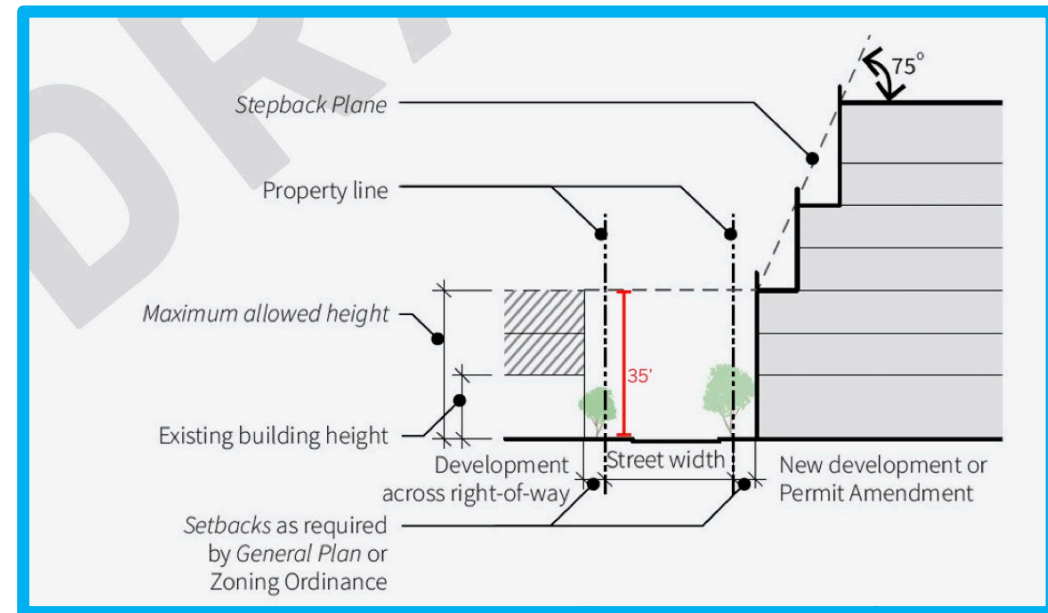 DRA
75°
Stepback Plane
Property line
Maximum allowed height
35'
Existing building height
Development
across right-of-way
Street width
New development or
Permit Amendment
Setbacks as required
by General Plan or
Zoning Ordinance